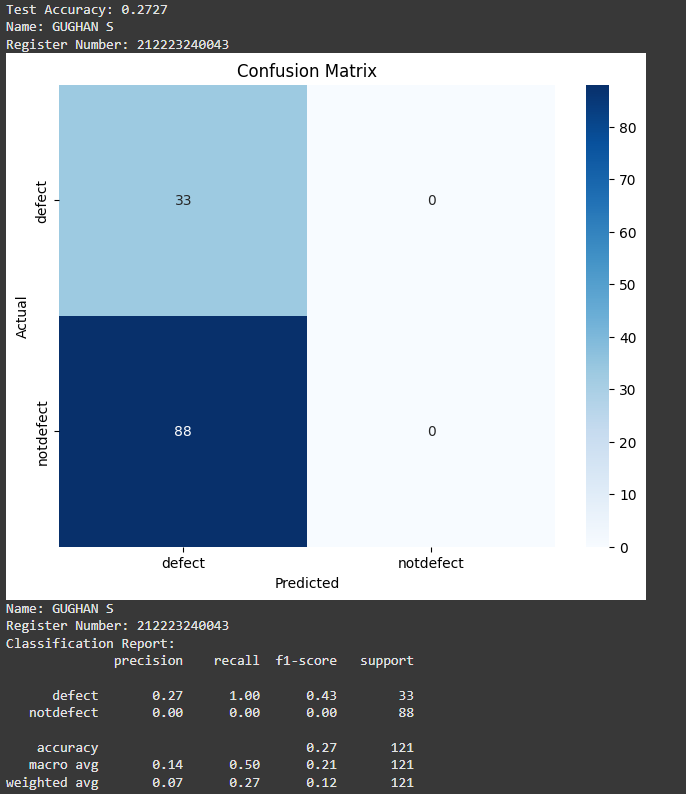 Test Accuracy: 0.2727
Name: GUGHAN S
Register Number: 212223240043
Confusion Matrix
defect
33
0
80
70
60
50
40
30
20
10
0
Actual
notdefect
88
0
defect
notdefect
Predicted
Name: GUGHAN S
Register Number: 212223240043
Classification Report:
precision recall f1-score support
defect 0.27 1.00 0.43 33
notdefect 0.00 0.00 0.00 88
accuracy 0.27 121
macro avg 0.14 0.50 0.21 121
weighted avg 0.07 0.27 0.12 121